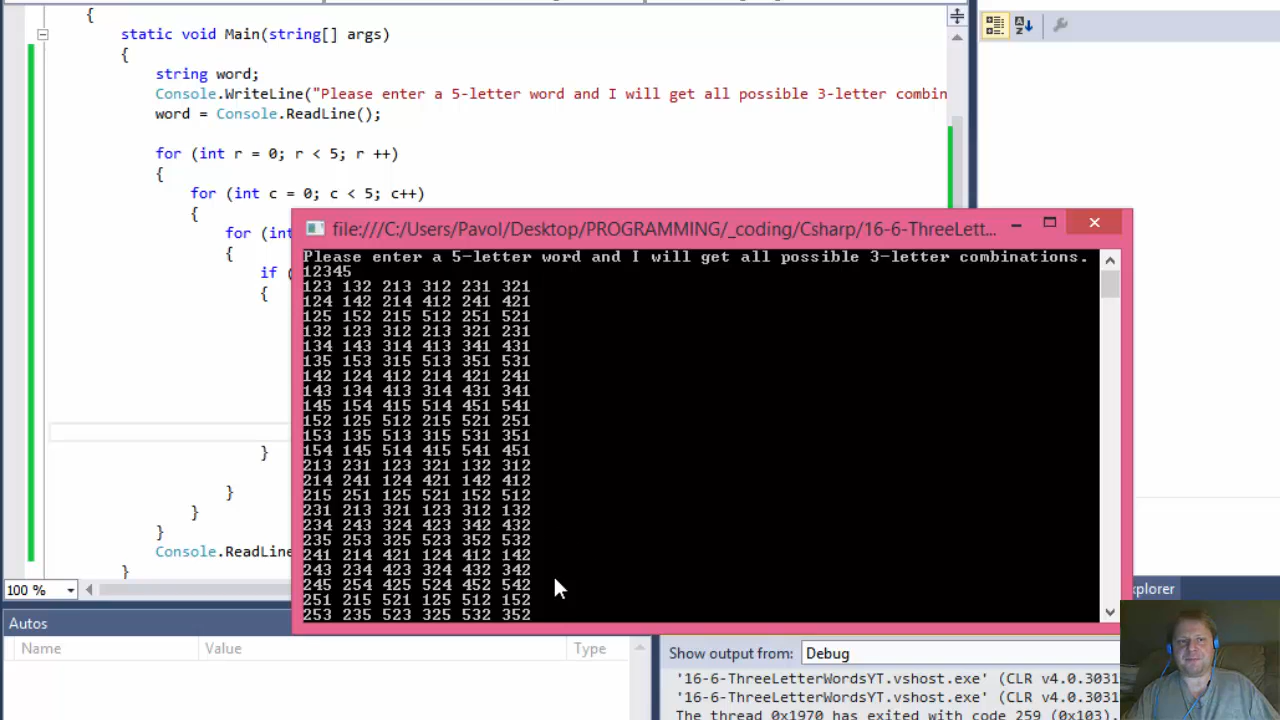 {
static void Main(string[] args)
{
string word;
Console.WriteLine("Please enter a 5-letter word and I will get all possible 3-letter combin
word = Console.ReadLine();
for (int r = 0; r < 5; r ++)
{
for (int c = 0; c < 5; c++)
{
for (int
{
if (
{
}
}
}
}
Console.ReadLine
}
file:///C:/Users/Pavol/Desktop/PROGRAMMING/_coding/Csharp/16-6-ThreeLett...
Please enter a 5-letter word and I will get all possible 3-letter combinations.
12345
123 132 213 312 231 321
124 142 214 412 241 421
125 152 215 512 251 521
132 123 312 213 321 231
134 143 314 413 341 431
135 153 315 513 351 531
142 124 412 214 421 241
143 134 413 314 431 341
145 154 415 514 451 541
152 125 512 215 521 251
153 135 513 315 531 351
154 145 514 415 541 451
213 231 123 321 132 312
214 241 124 421 142 412
215 251 125 521 152 512
231 213 321 123 312 132
234 243 324 423 342 432
235 253 325 523 352 532
241 214 421 124 412 142
243 234 423 324 432 342
245 254 425 524 452 542
251 215 521 125 512 152
253 235 523 325 532 352
100 %
plorer
Autos
Name Value Type
Show output from: Debug
'16-6-ThreeLetterWordsYT.vshost.exe' (CLR v4.0.3031
'16-6-ThreeLetterWordsYT.vshost.exe' (CLR v4.0.3031
The thread 0x1970 has exited with code 259 (0x103).